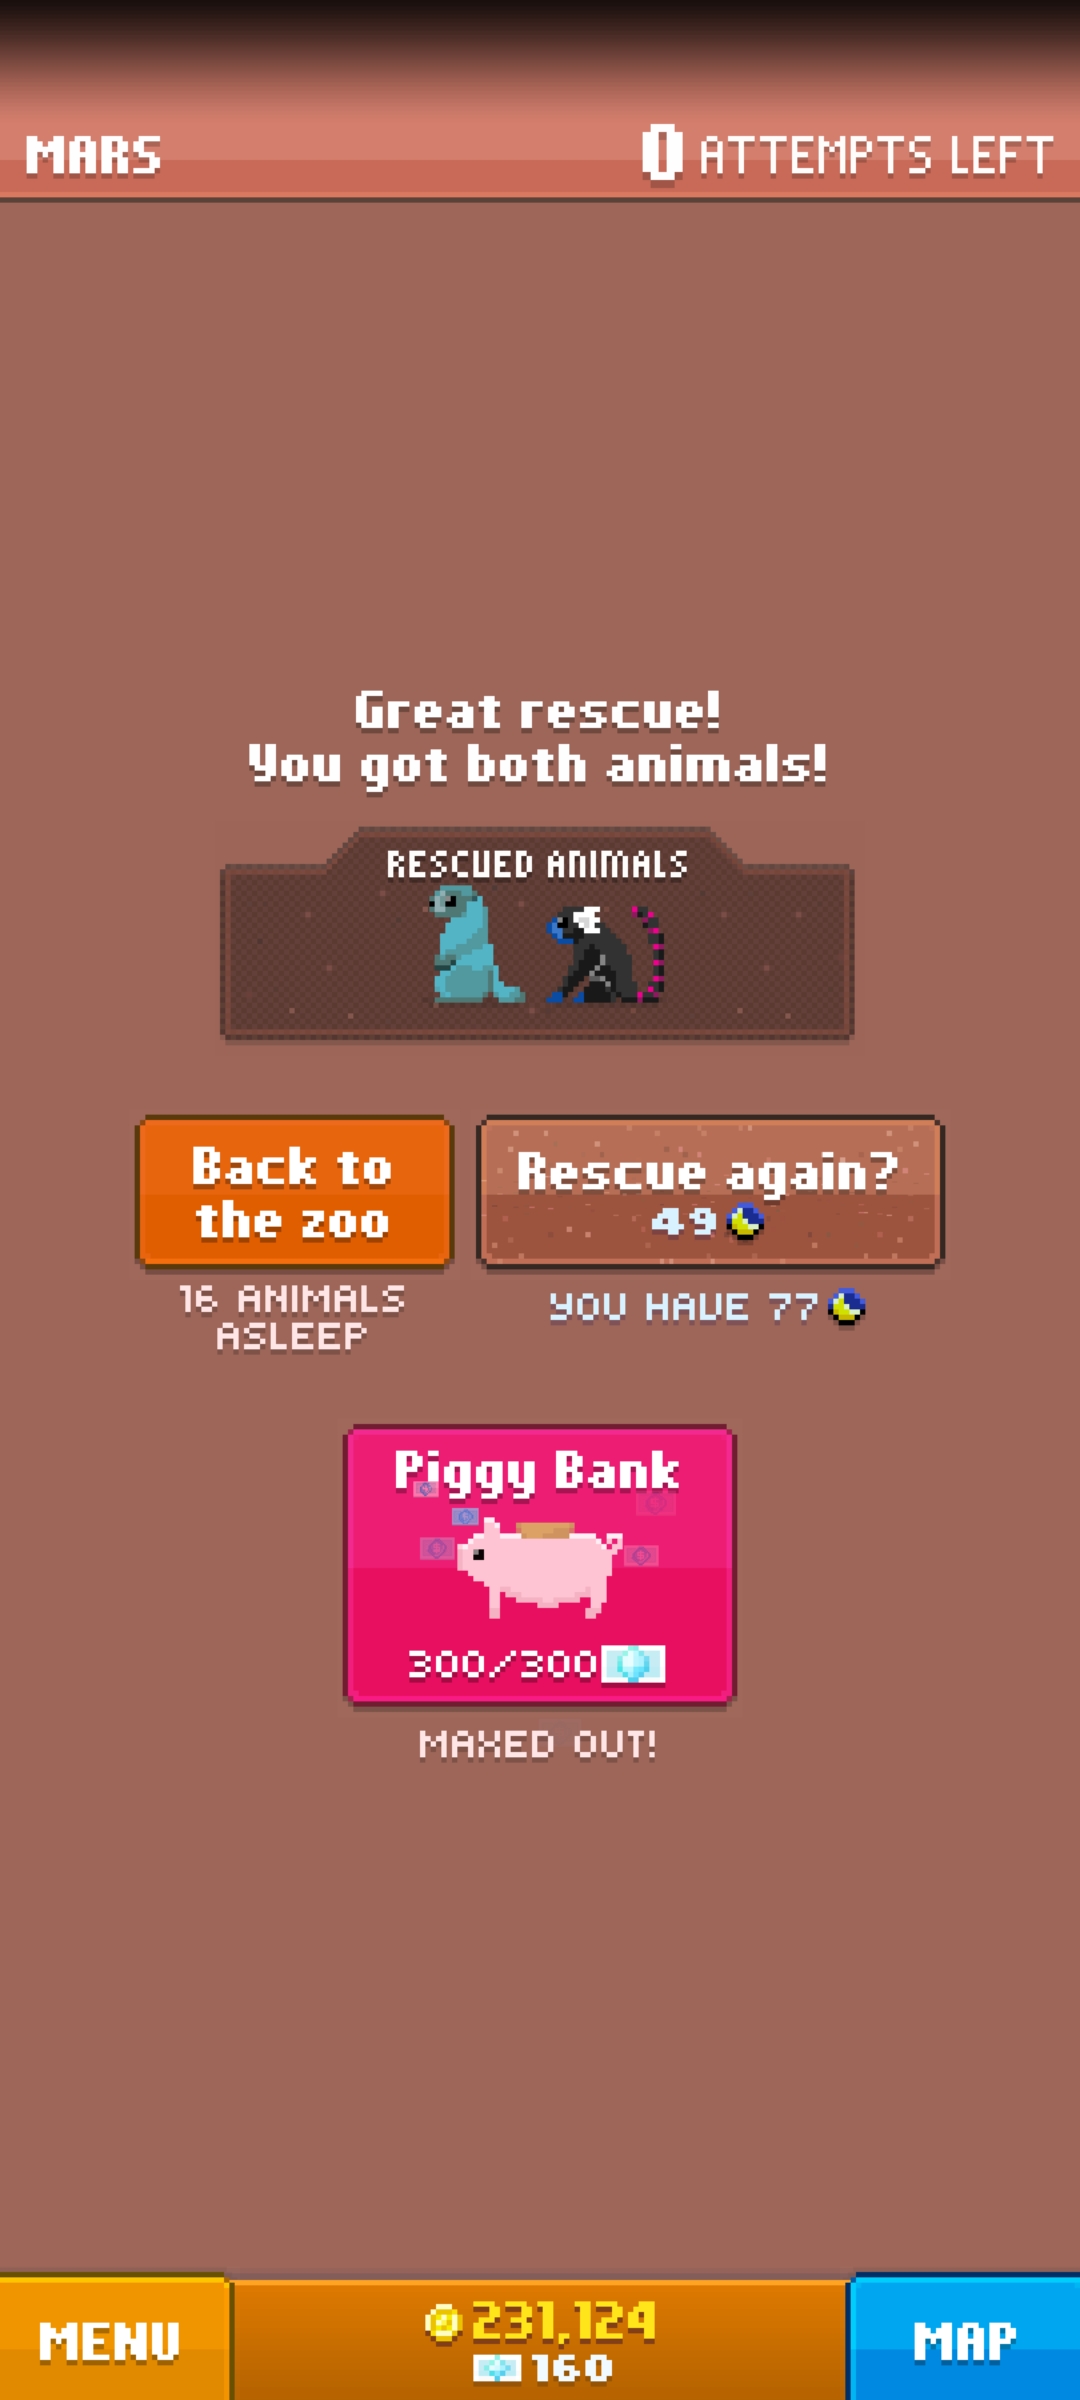 MARS
0 ATTEMPTS LEFT
Great rescue!
You got both animals!
RESCUED ANIMALS
Back to
the zoo
Rescue again?
49
16 ANIMALS
ASLEEP
YOU HAVE 77
Piggy Bank
300/300
MAXED OUT!
MENU
231,124
160
MAP